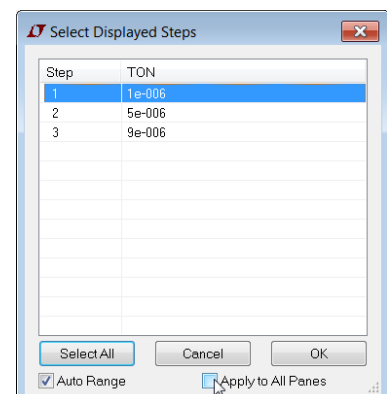 Select Displayed Steps
Step TON
1 1e-006
2 5e-006
3 9e-006
Select All Cancel OK
Auto Range Apply to All Panes